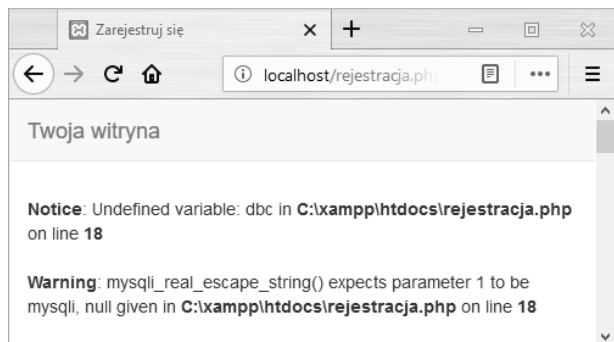 Zarejestruj się
localhost/rejestracja.ph
Twoja witryna
Notice: Undefined variable: dbc in C:\xampp\htdocs\rejestracja.php
on line 18
Warning: mysqli_real_escape_string() expects parameter 1 to be
mysqli, null given in C:\xampp\htdocs\rejestracja.php on line 18